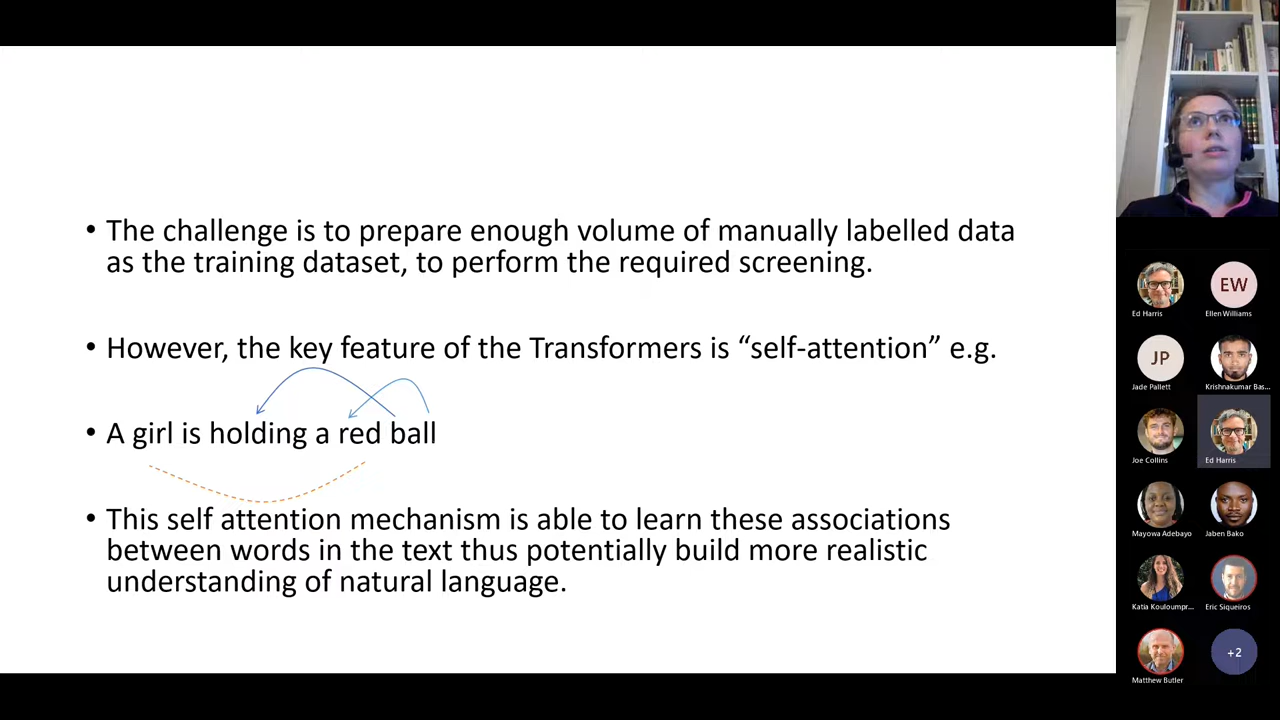 • The challenge is to prepare enough volume of manually labelled data
as the training dataset, to perform the required screening.
• However, the key feature of the Transformers is “self-attention” e.g.
• A girl is holding a red ball
• This self attention mechanism is able to learn these associations
between words in the text thus potentially build more realistic
understanding of natural language.
Ed Harris
EW
Ellen Williams
JP
Jade Pallett
Krishnakumar Bas...
Joe Collins
Ed Harris
Mayowa Adebayo
Jaben Bako
Katia Kouloumpr...
Eric Siqueiros
Matthew Butler
+2